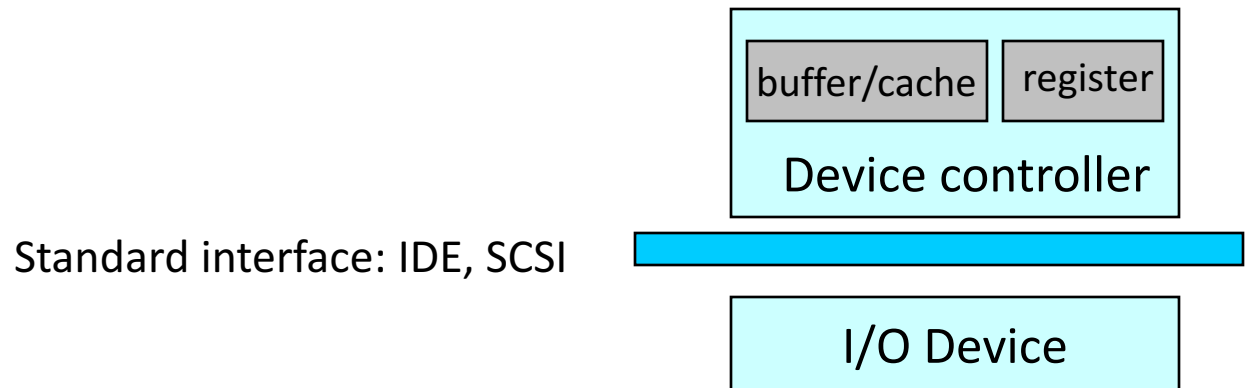 buffer/cache
register
Device controller
Standard interface: IDE, SCSI
I/O Device